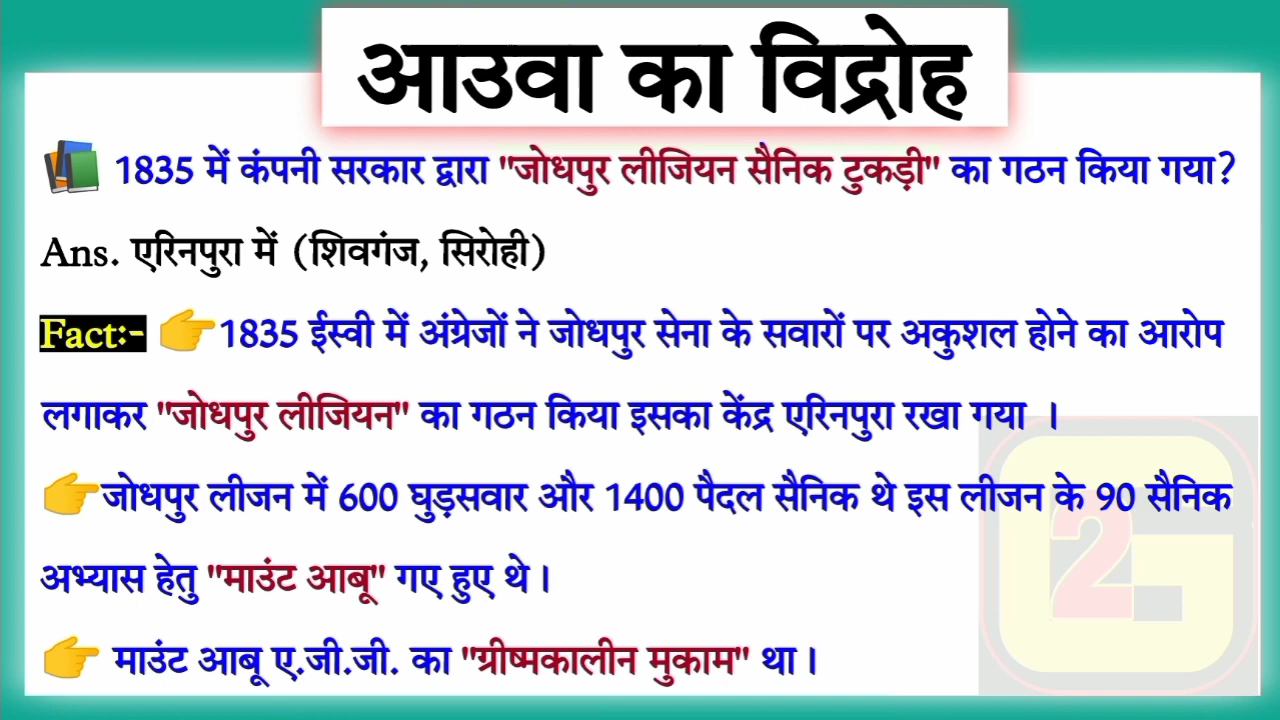 आउवा का विद्रोह
1835 में कंपनी सरकार द्वारा "जोधपुर लीजियन सैनिक टुकड़ी" का गठन किया गया?
Ans. एरिनपुरा में (शिवगंज, सिरोही)
Fact:- 👉1835 ईस्वी में अंग्रेजों ने जोधपुर सेना के सवारों पर अकुशल होने का आरोप
लगाकर "जोधपुर लीजियन" का गठन किया इसका केंद्र एरिनपुरा रखा गया ।
👉जोधपुर लीजन में 600 घुड़सवार और 1400 पैदल सैनिक थे इस लीजन के 90 सैनिक
अभ्यास हेतु "माउंट आबू" गए हुए थे।
👉 माउंट आबू ए.जी.जी. का "ग्रीष्मकालीन मुकाम" था।
2G